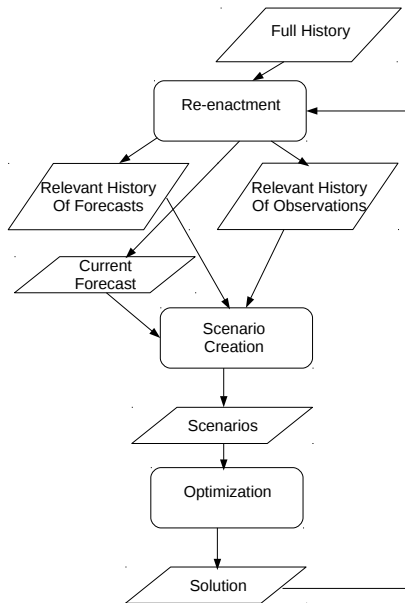 Full History
Re-enactment
Relevant History
Of Forecasts
Relevant History
Of Observations
Current
Forecast
Scenario
Creation
Scenarios
Optimization
Solution